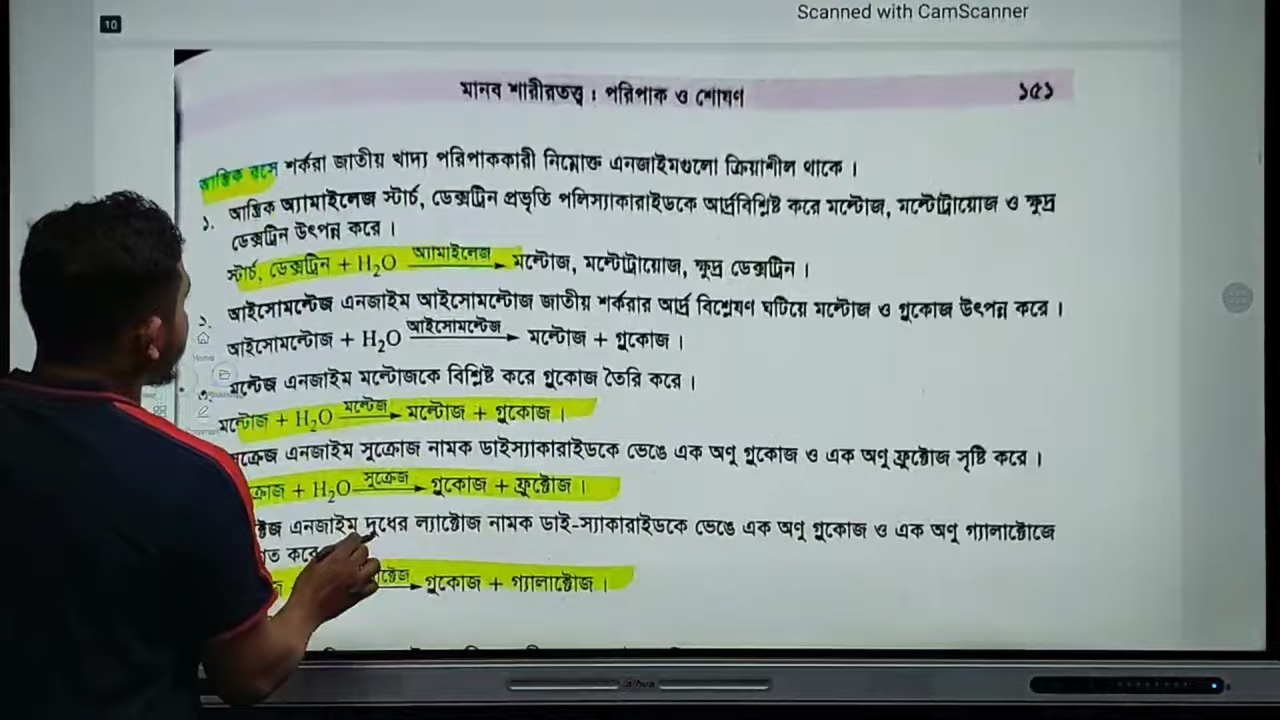 Scanned with CamScanner
10
মানব শারীরতত্ত্ব : পরিপাক ও শোষণ ১৫১
আন্ত্রিক রসে শর্করা জাতীয় খাদ্য পরিপাককারী নিম্নোক্ত এনজাইমগুলো ক্রিয়াশীল থাকে ।
১. আন্ত্রিক অ্যামাইলেজ স্টার্চ, ডেক্সট্রিন প্রভৃতি পলিস্যাকারাইডকে আর্দ্রবিশ্লিষ্ট করে মল্টোজ, মল্টোট্রায়োজ ও ক্ষুদ্র
ডেক্সট্রিন উৎপন্ন করে ।
স্টার্চ, ডেক্সট্রিন + H₂O অ্যামাইলেজ মল্টোজ, মল্টোট্রায়োজ, ক্ষুদ্র ডেক্সট্রিন ।
২. আইসোমল্টেজ এনজাইম আইসোমল্টোজ জাতীয় শর্করার আর্দ্র বিশ্লেষণ ঘটিয়ে মল্টোজ ও গ্লুকোজ উৎপন্ন করে ।
আইসোমল্টোজ + H₂O আইসোমল্টেজ মল্টোজ + গ্লুকোজ ।
মল্টেজ এনজাইম মল্টোজকে বিশ্লিষ্ট করে গ্লুকোজ তৈরি করে ।
মল্টোজ + H₂O মল্টেজ মল্টোজ + গ্লুকোজ ।
এনজাইম সুক্রোজ নামক ডাইস্যাকারাইডকে ভেঙে এক অণু গ্লুকোজ ও এক অণু ফ্রুক্টোজ সৃষ্টি করে ।
+ H₂O সুক্রেজ গ্লুকোজ + ফ্রুক্টোজ ।
এনজাইম দুধের ল্যাক্টোজ নামক ডাই-স্যাকারাইডকে ভেঙে এক অণু গ্লুকোজ ও এক অণু গ্যালাক্টোজে
করে
গ্লুকোজ + গ্যালাক্টোজ ।
alhua